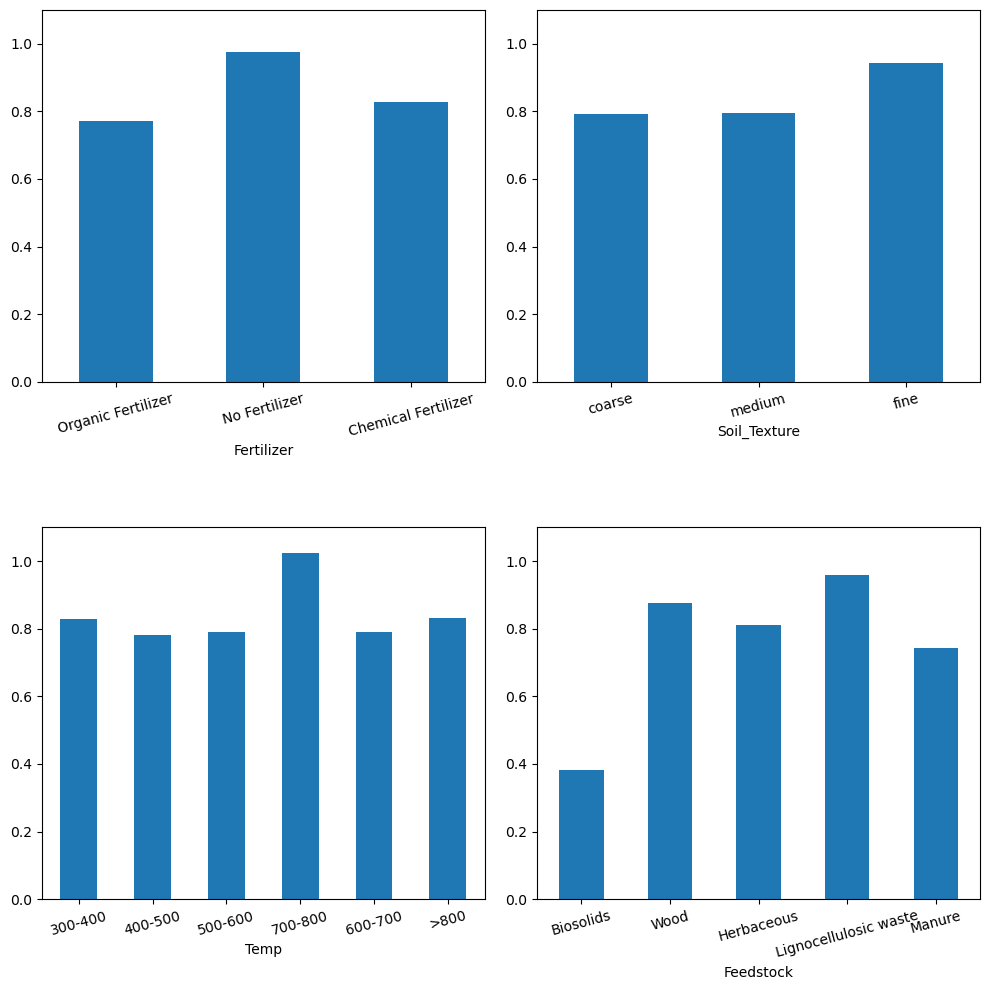 1.0
0.8
0.6
0.4
0.2
0.0
Organic Fertilizer
No Fertilizer
Chemical Fertilizer
Fertilizer
1.0
0.8
0.6
0.4
0.2
0.0
coarse
medium
fine
Soil_Texture
1.0
0.8
0.6
0.4
0.2
0.0
300-400
400-500
500-600
700-800
600-700
>800
Temp
1.0
0.8
0.6
0.4
0.2
0.0
Biosolids
Wood
Herbaceous
Lignocellulosic waste
Manure
Feedstock